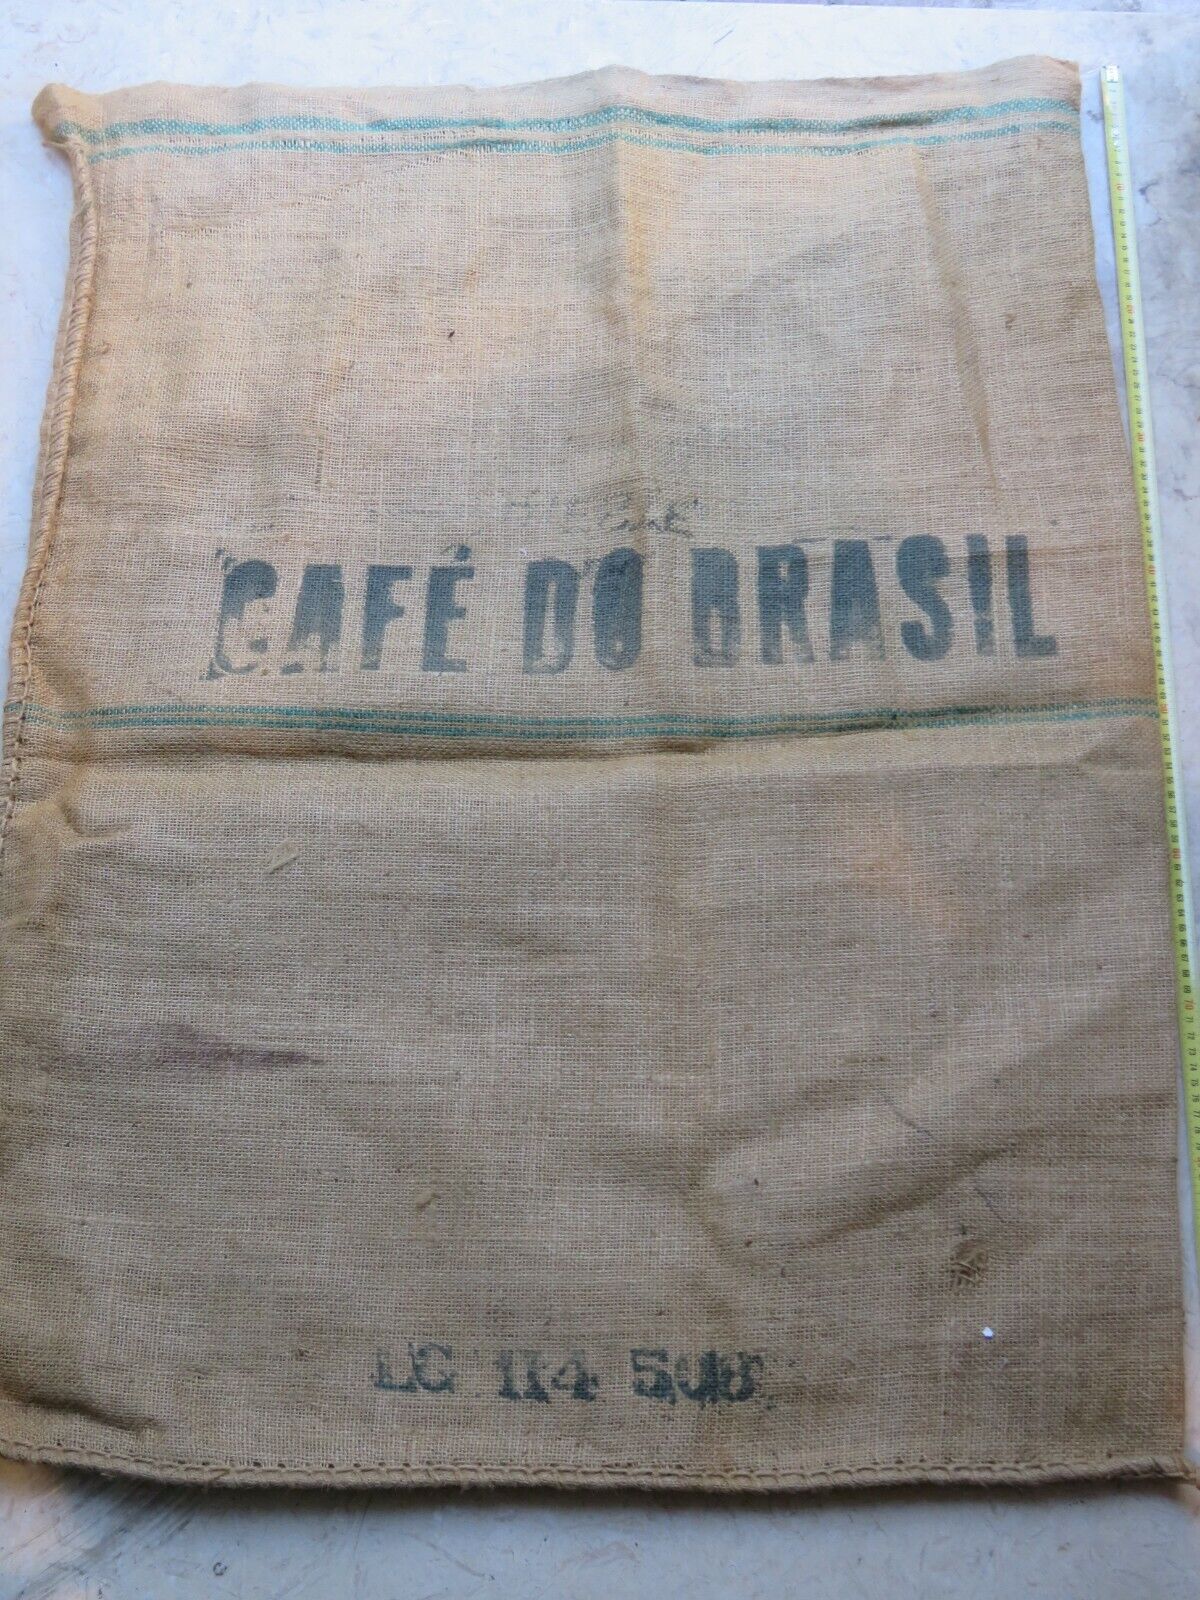 CAFÉ DO BRASIL
LC 114 508